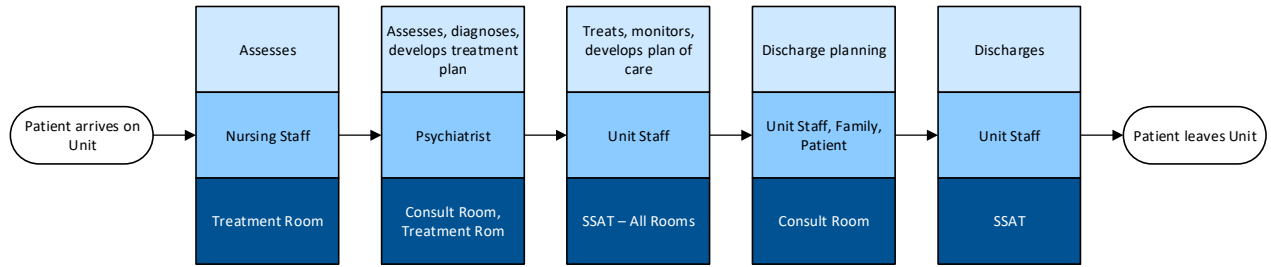 Patient arrives on
Unit
Assesses
Nursing Staff
Treatment Room
Assesses, diagnoses,
develops treatment
plan
Psychiatrist
Consult Room,
Treatment Rom
Treats, monitors,
develops plan of
care
Unit Staff
SSAT – All Rooms
Discharge planning
Unit Staff, Family,
Patient
Consult Room
Discharges
Unit Staff
SSAT
Patient leaves Unit